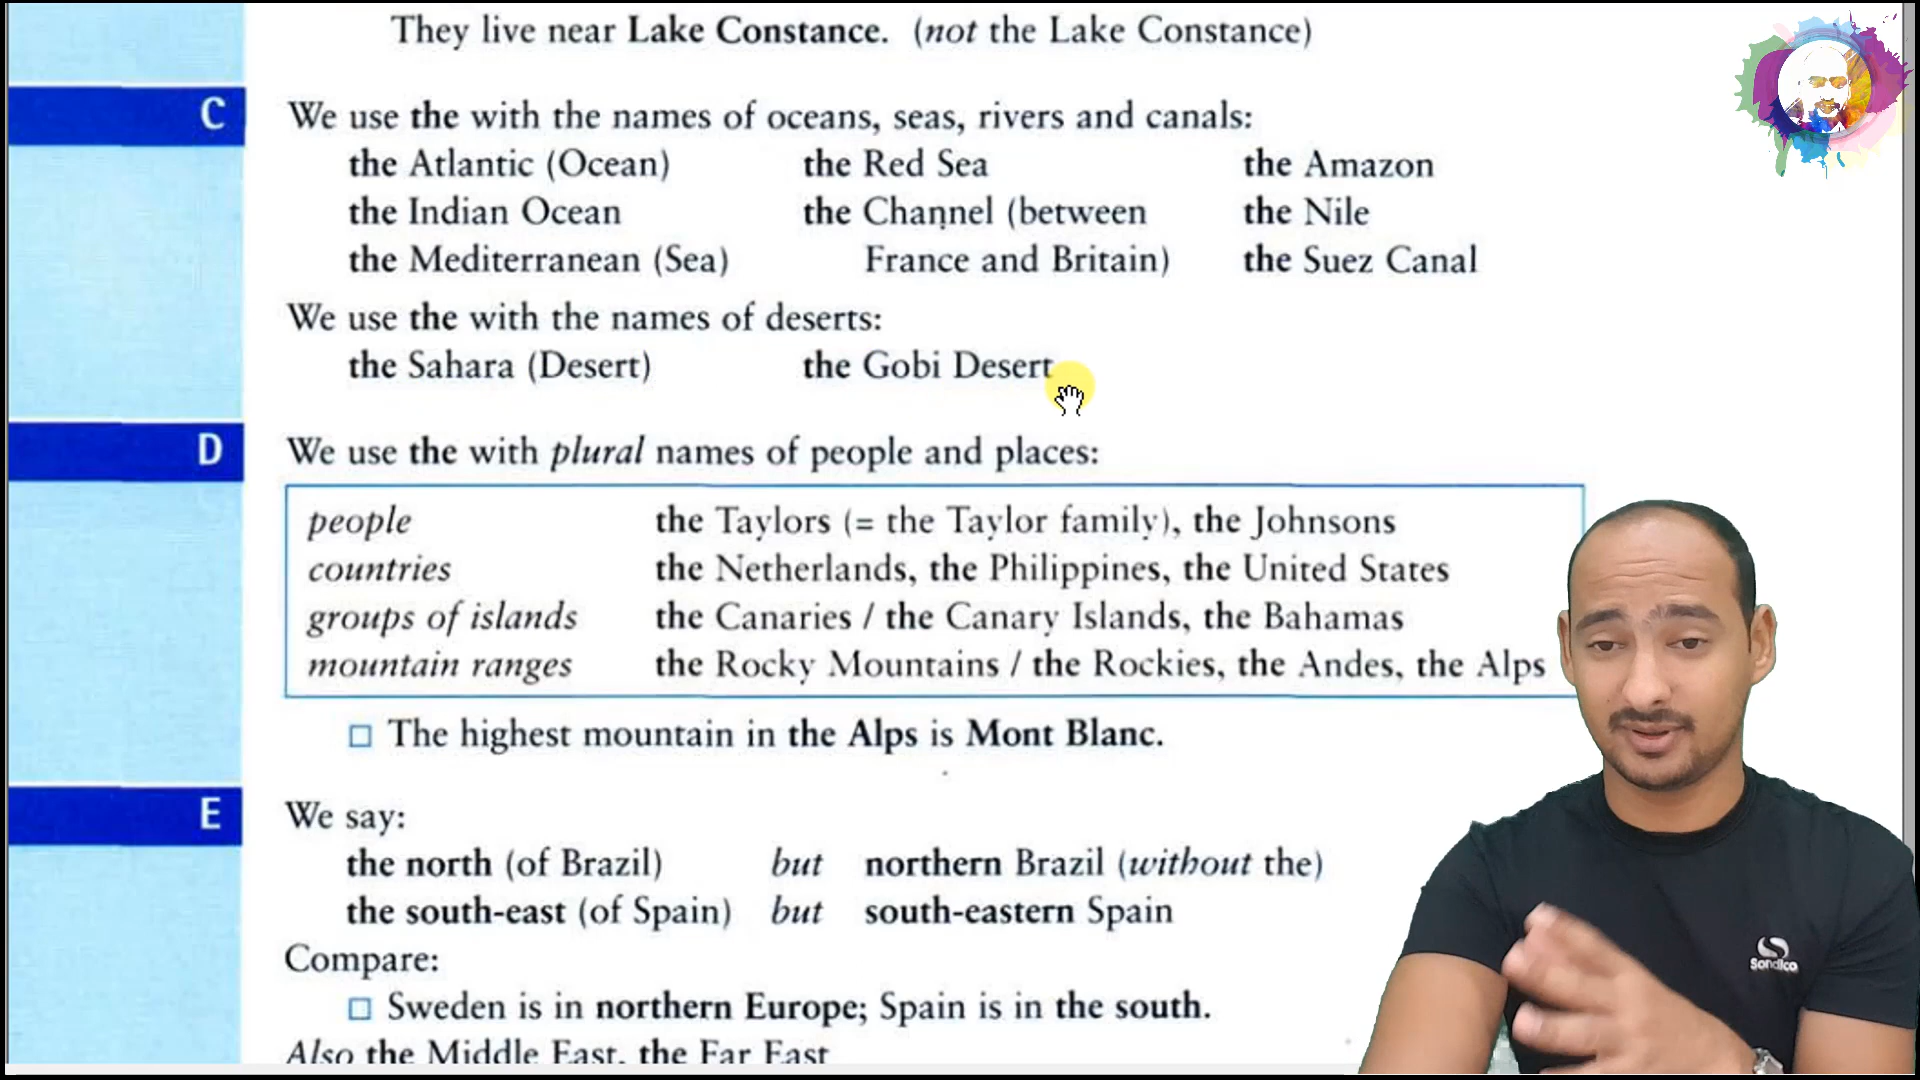 They live near Lake Constance. (not the Lake Constance)
C
We use the with the names of oceans, seas, rivers and canals:
the Atlantic (Ocean) the Red Sea the Amazon
the Indian Ocean the Channel (between the Nile
the Mediterranean (Sea) France and Britain) the Suez Canal
We use the with the names of deserts:
the Sahara (Desert) the Gobi Desert
D
We use the with plural names of people and places:
people the Taylors (= the Taylor family), the Johnsons
countries the Netherlands, the Philippines, the United States
groups of islands the Canaries / the Canary Islands, the Bahamas
mountain ranges the Rocky Mountains / the Rockies, the Andes, the Alps
The highest mountain in the Alps is Mont Blanc.
E
We say:
the north (of Brazil) but northern Brazil (without the)
the south-east (of Spain) but south-eastern Spain
Compare:
Sweden is in northern Europe; Spain is in the south.
Also the Middle East, the Far East
Sondico